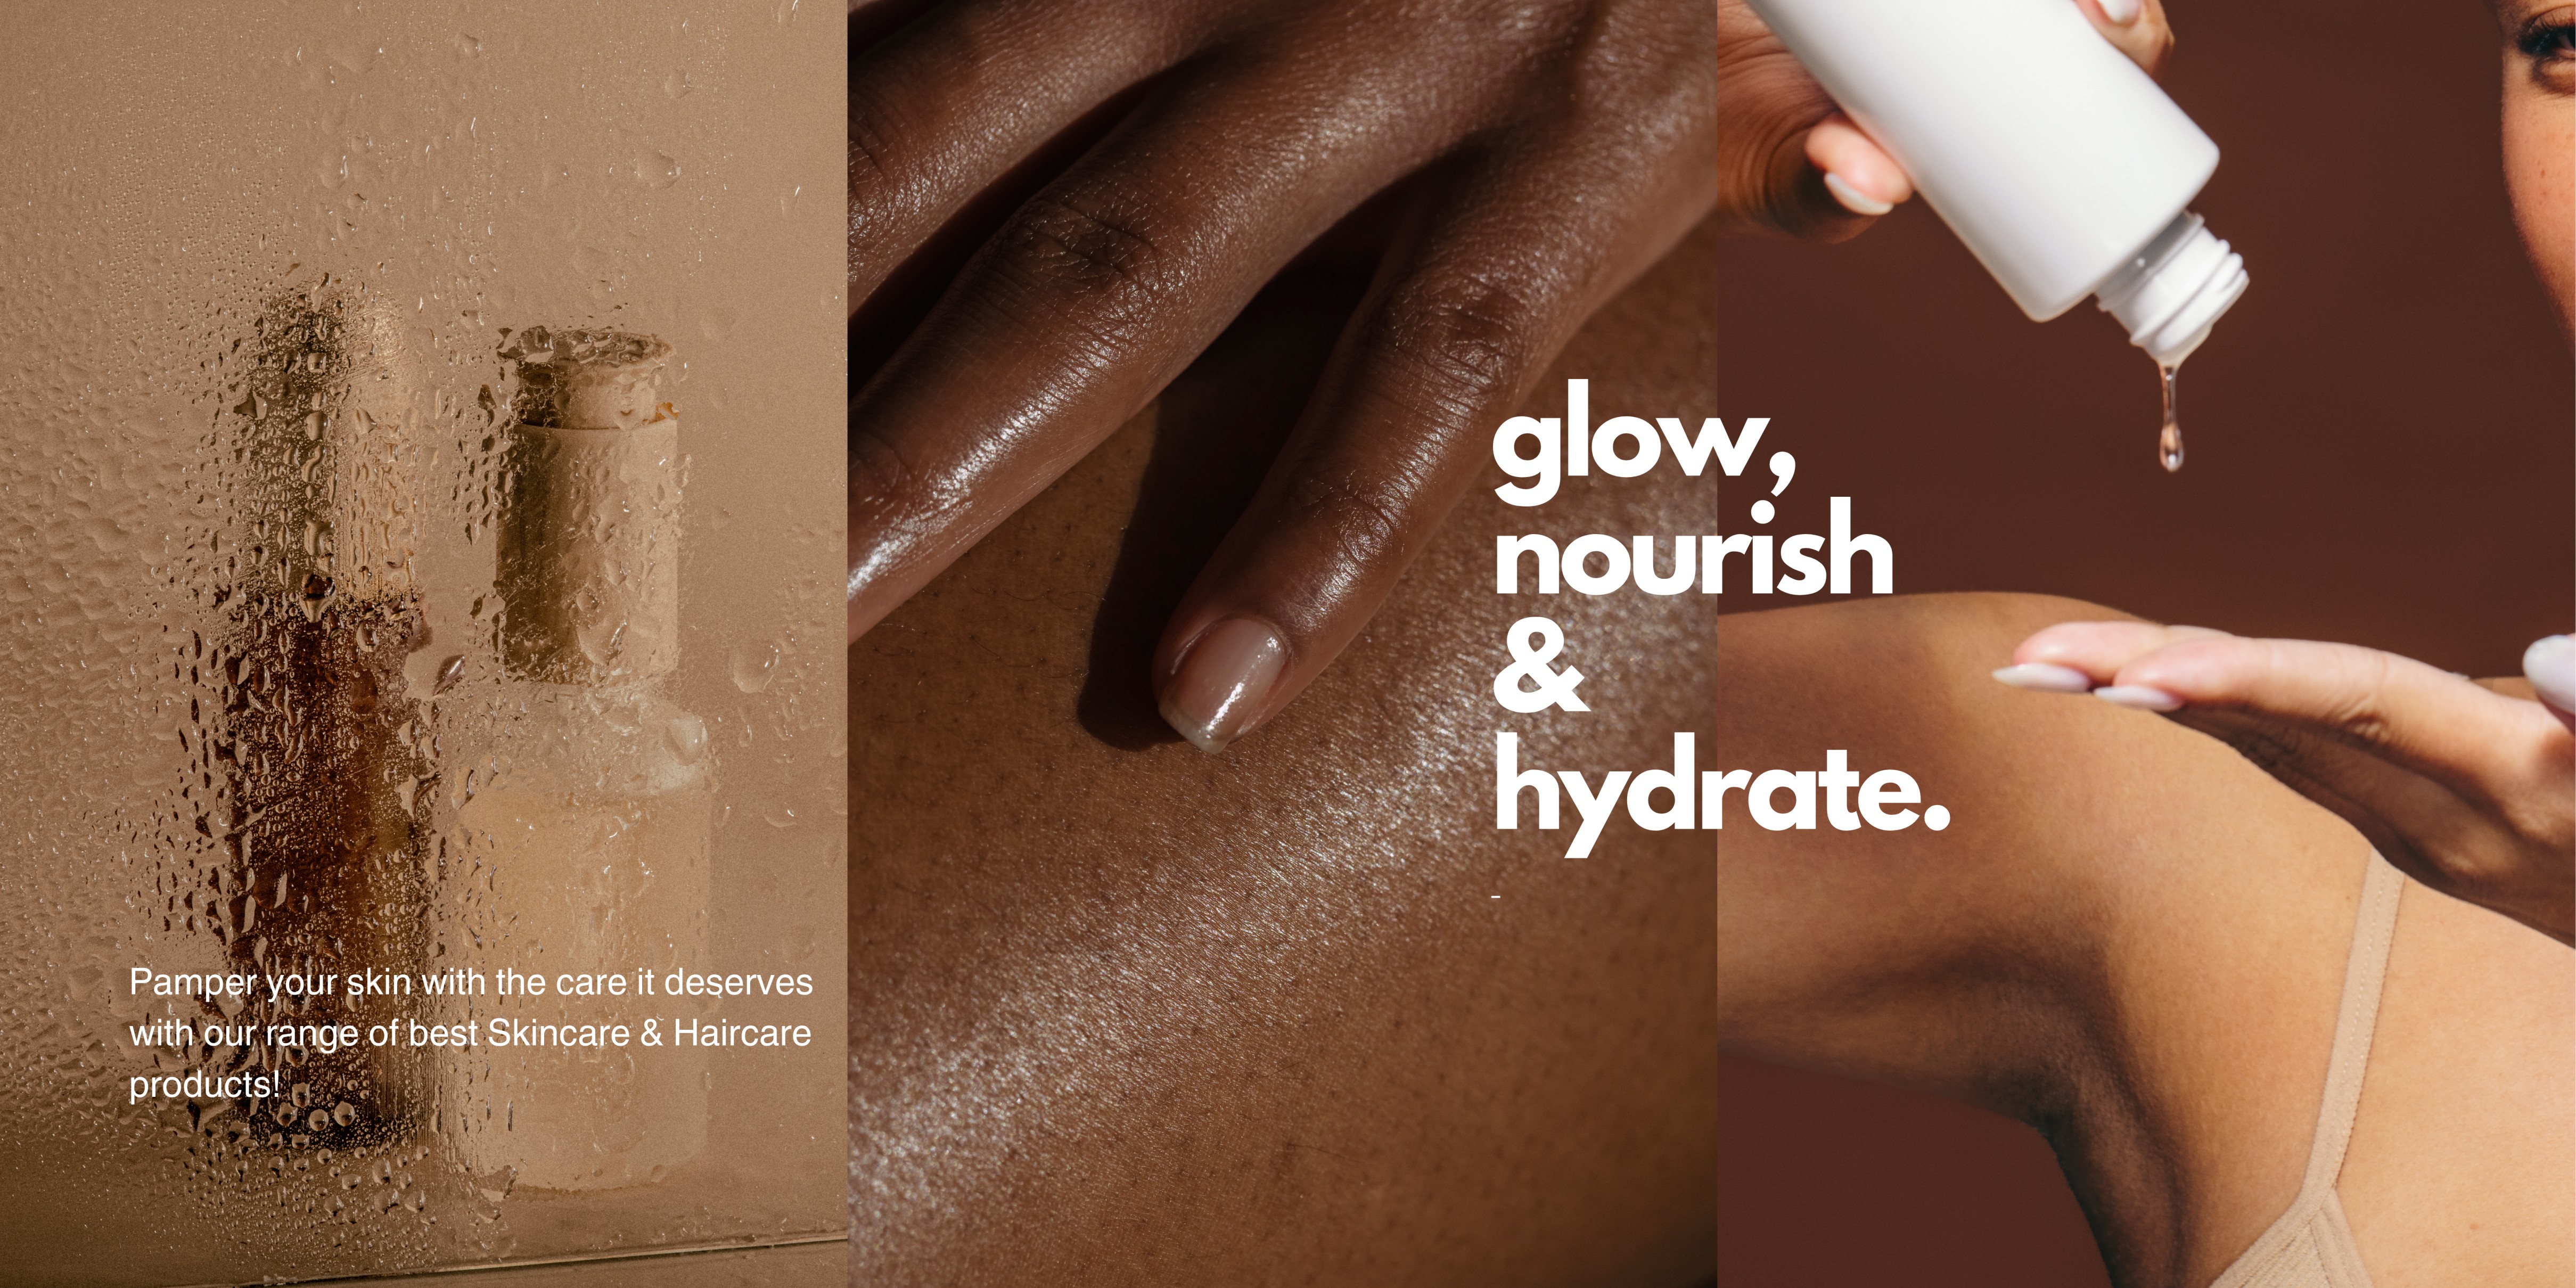 glow,
nourish
&
hydrate.
-
Pamper your skin with the care it deserves
with our range of best Skincare & Haircare
products!